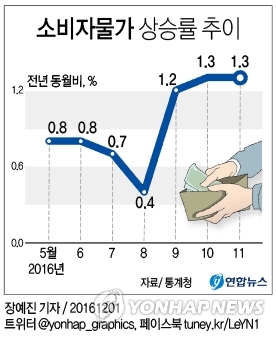 소비자물가 상승률 추이
전년 동월비, %
1.2
0.6
0.0
0.8
0.8
0.7
0.4
1.2
1.3
1.3
5월 6 7 8 9 10 11
2016년
자료/통계청
연합뉴스
장예진 기자 / 20161201
YONHAP NEWS
트위터 @yonhap_graphics, 페이스북 tuney.kr/LeYN1